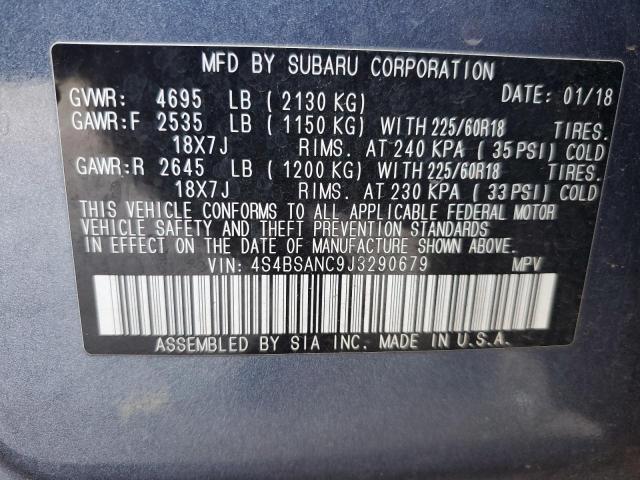 MFD BY SUBARU CORPORATION
GVWR: 4695 LB (2130 KG) DATE: 01/18
GAWR:F 2535 LB (1150 KG) WITH 225/60R18 TIRES.
18X7J RIMS. AT 240 KPA (35 PSI) COLD
GAWR:R 2645 LB (1200 KG) WITH 225/60R18 TIRES.
18X7J RIMS. AT 230 KPA (33 PSI) COLD
THIS VEHICLE CONFORMS TO ALL APPLICABLE FEDERAL MOTOR
VEHICLE SAFETY, BUMPER, AND THEFT PREVENTION STANDARDS
IN EFFECT ON THE DATE OF MANUFACTURE SHOWN ABOVE.
VIN: 4S4BSANC9J3290679 MPV
ASSEMBLED BY SIA INC. MADE IN U.S.A.